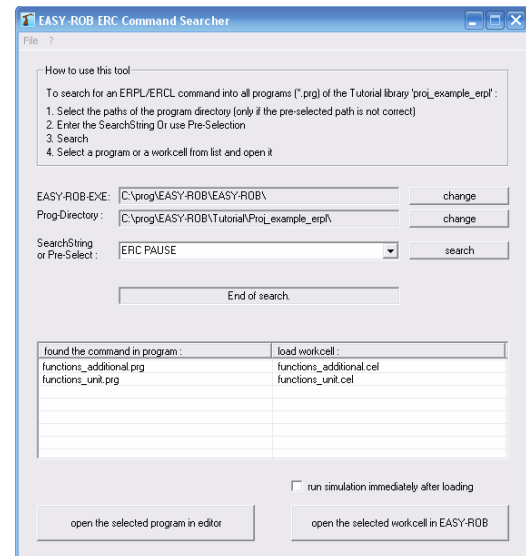 EASY-ROB ERC Command Searcher
File ?
How to use this tool
To search for an ERPL/ERCL command into all programs (*.prg) of the Tutorial library 'proj_example_erpl' :
1. Select the paths of the program directory (only if the pre-selected path is not correct)
2. Enter the SearchString Or use Pre-Selection
3. Search
4. Select a program or a workcell from list and open it
EASY-ROB-EXE: C:\prog\EASY-ROB\EASY-ROB\ change
Prog-Directory : C:\prog\EASY-ROB\Tutorial\Proj_example_erpl\ change
SearchString
or Pre-Select : ERC PAUSE search
End of search.
found the command in program : load workcell :
functions_additional.prg functions_additional.cel
functions_unit.prg functions_unit.cel
run simulation immediately after loading
open the selected program in editor open the selected workcell in EASY-ROB